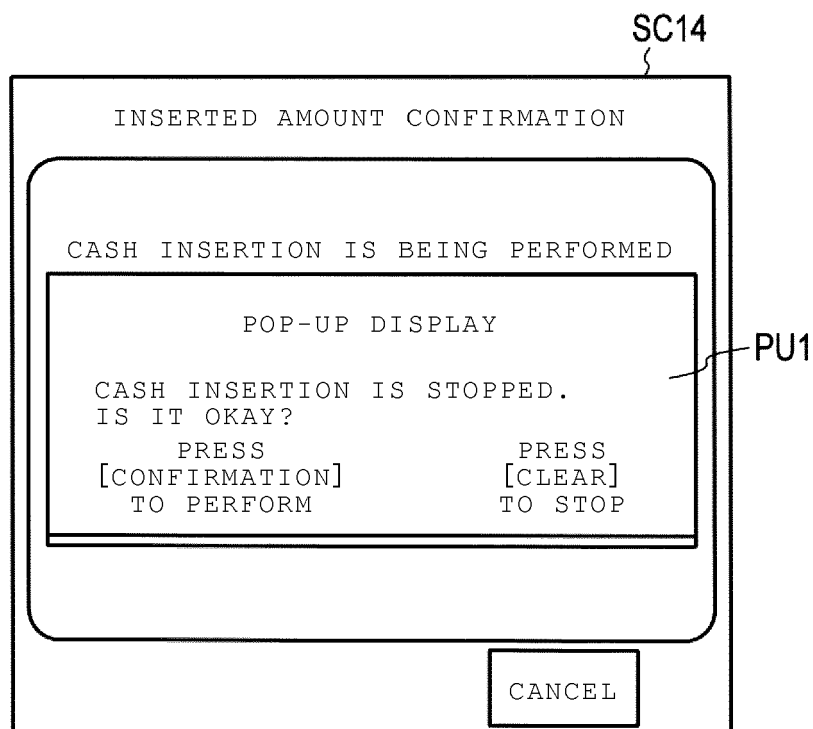 SC14
INSERTED AMOUNT CONFIRMATION
CASH INSERTION IS BEING PERFORMED
POP-UP DISPLAY
PU1
CASH INSERTION IS STOPPED.
IS IT OKAY?
PRESS
[CONFIRMATION]
TO PERFORM
PRESS
[CLEAR]
TO STOP
CANCEL